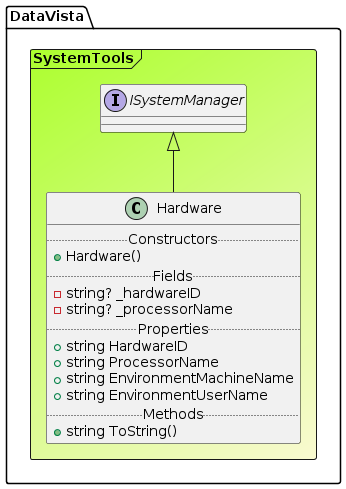 DataVista
SystemTools
I ISystemManager
C Hardware
Constructors
Hardware()
Fields
string? _hardwareID
string? _processorName
Properties
string HardwareID
string ProcessorName
string EnvironmentMachineName
string EnvironmentUserName
Methods
string ToString()